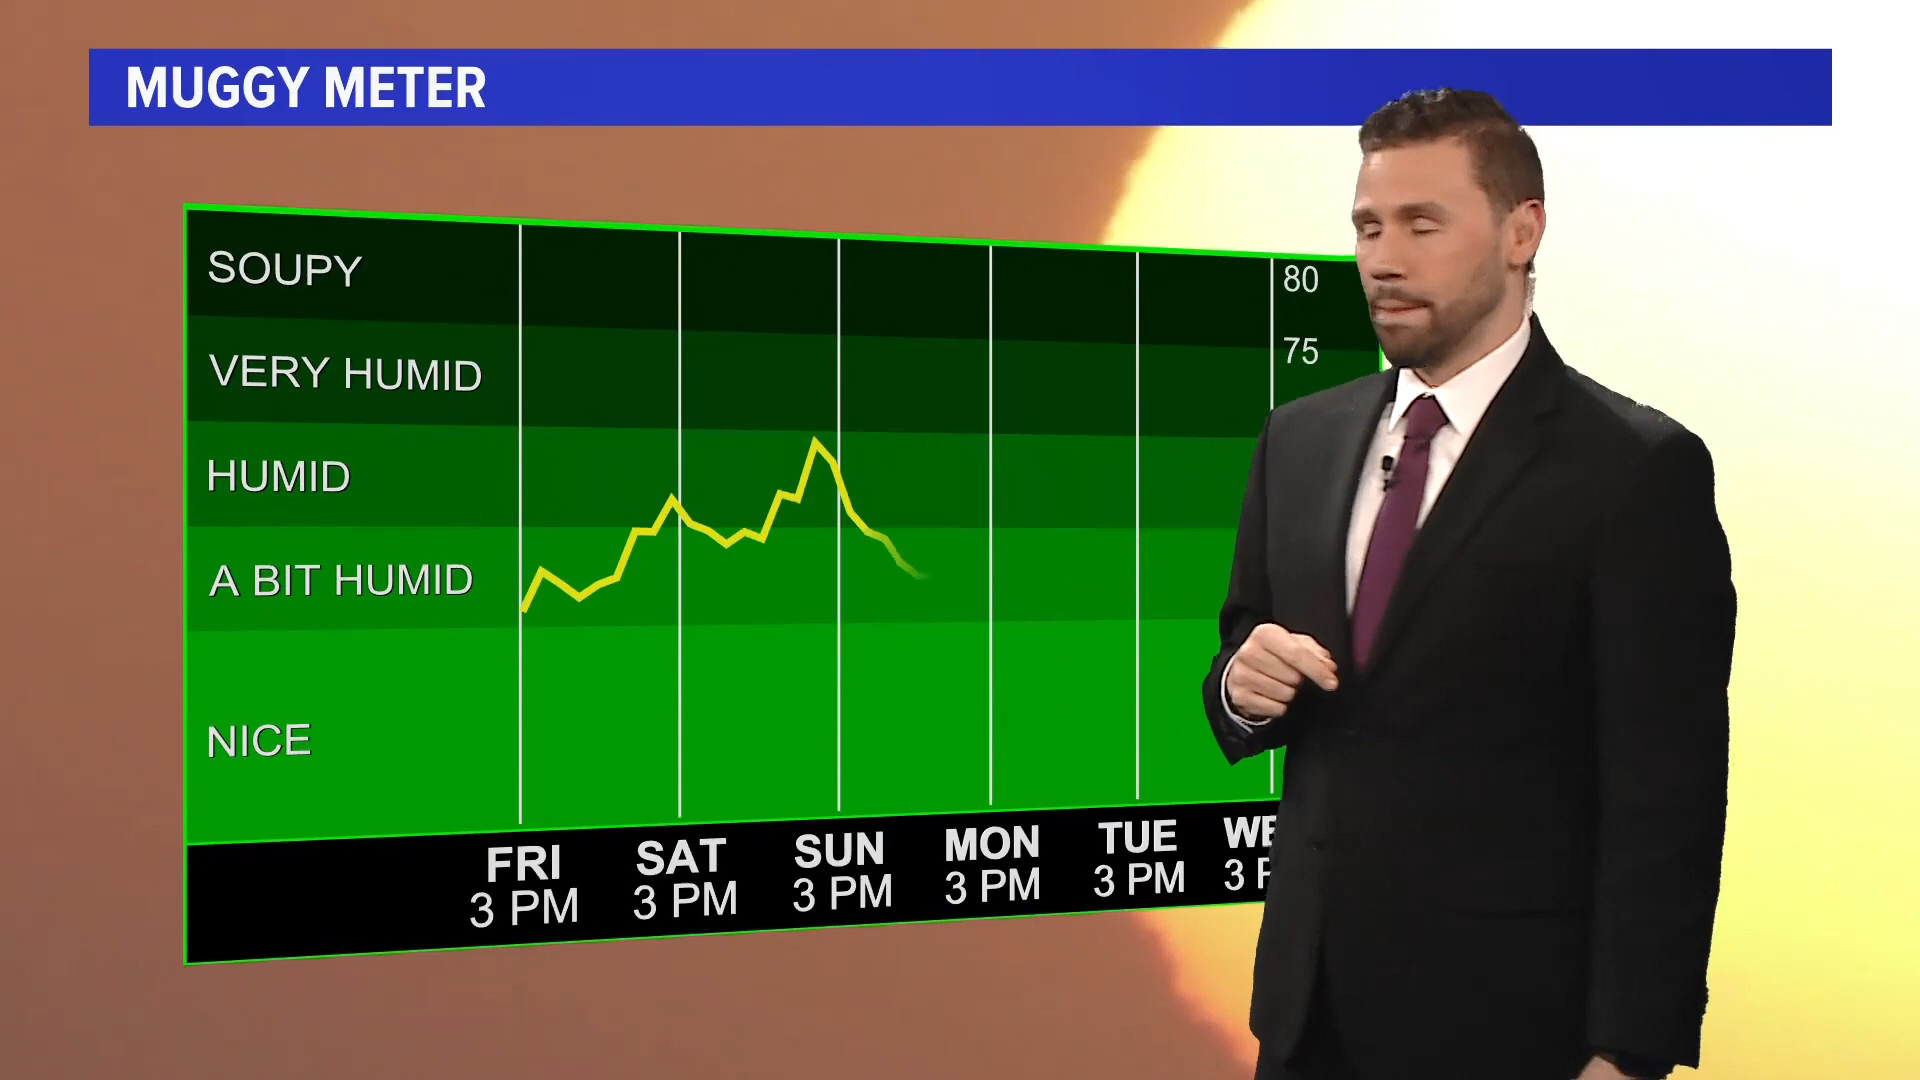 MUGGY METER
SOUPY
80
75
VERY HUMID
HUMID
A BIT HUMID
NICE
FRI SAT SUN MON TUE
3 PM 3 PM 3 PM 3 PM 3 PM 3